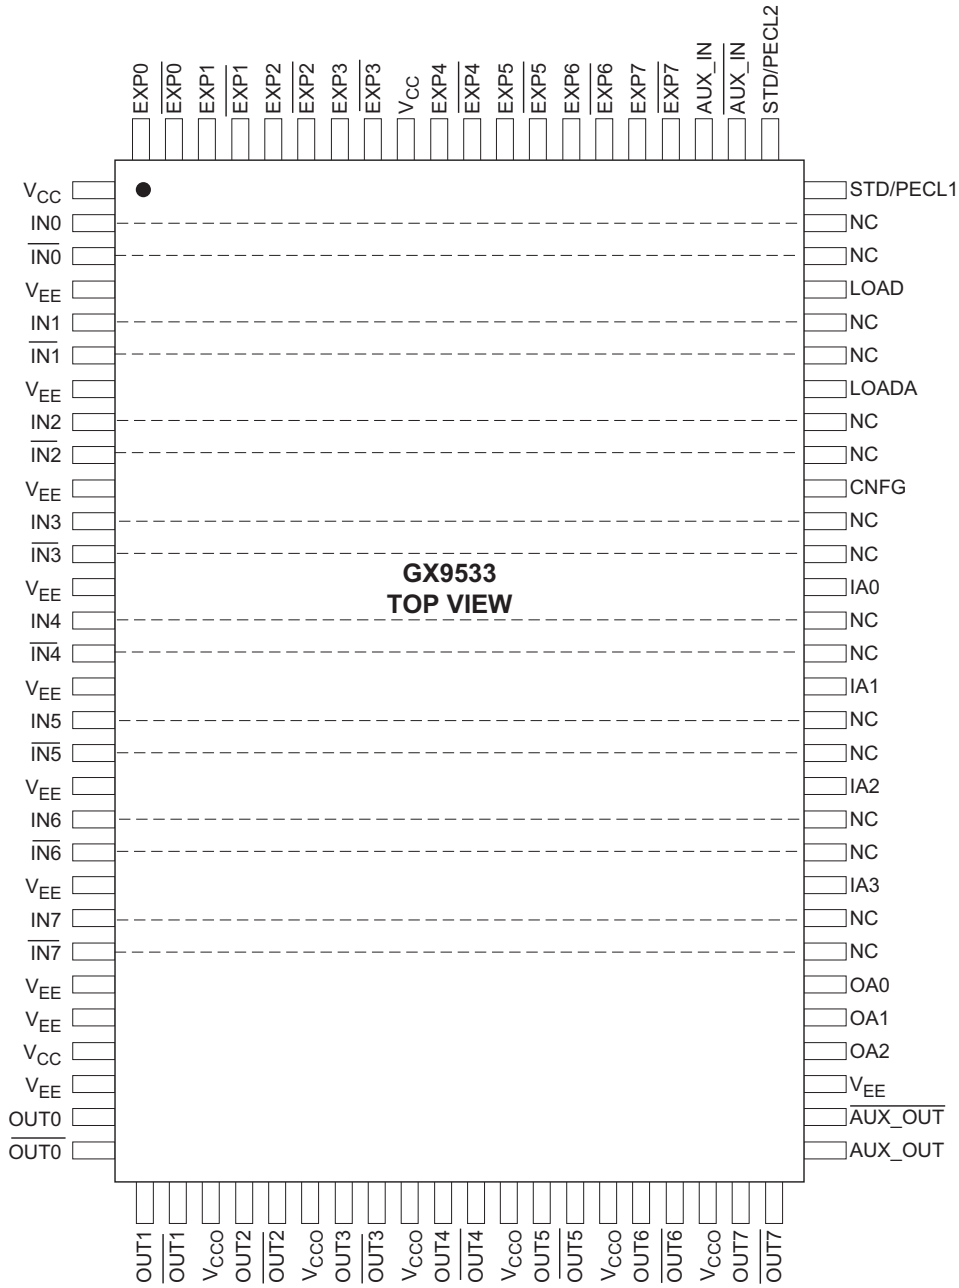 EXP0
EXP0
EXP1
EXP1
EXP2
EXP2
EXP3
EXP3
VCC
EXP4
EXP4
EXP5
EXP5
EXP6
EXP6
EXP7
EXP7
AUX_IN
AUX_IN
STD/PECL2
VCC
IN0
IN0
VEE
IN1
IN1
VEE
IN2
IN2
VEE
IN3
IN3
VEE
IN4
IN4
VEE
IN5
IN5
VEE
IN6
IN6
VEE
IN7
IN7
VEE
VEE
VCC
VEE
OUT0
OUT0
GX9533
TOP VIEW
STD/PECL1
NC
NC
LOAD
NC
NC
LOADA
NC
NC
CNFG
NC
NC
IA0
NC
NC
IA1
NC
NC
IA2
NC
NC
IA3
NC
NC
OA0
OA1
OA2
VEE
AUX_OUT
AUX_OUT
OUT1
OUT1
VCCO
OUT2
OUT2
VCCO
OUT3
OUT3
VCCO
OUT4
OUT4
VCCO
OUT5
OUT5
VCCO
OUT6
OUT6
VCCO
OUT7
OUT7